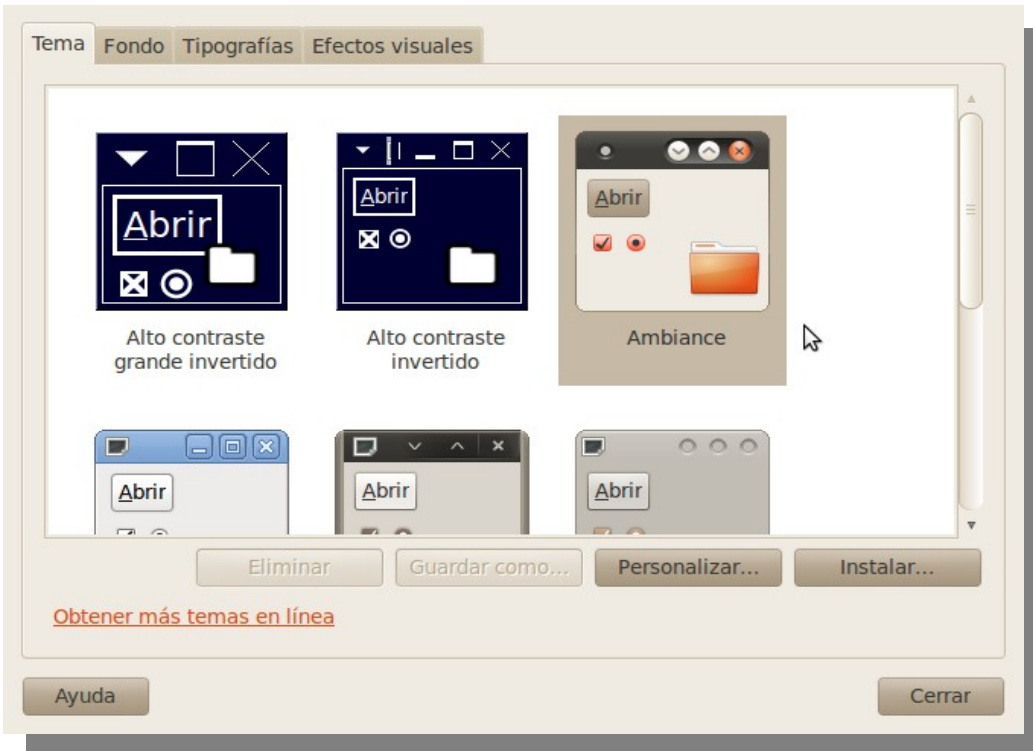 Tema Fondo Tipografías Efectos visuales
Abrir Abrir Abrir
Alto contraste
grande invertido
Alto contraste
invertido
Ambiance
Abrir Abrir Abrir
Eliminar Guardar como... Personalizar... Instalar...
Obtener más temas en línea
Ayuda Cerrar